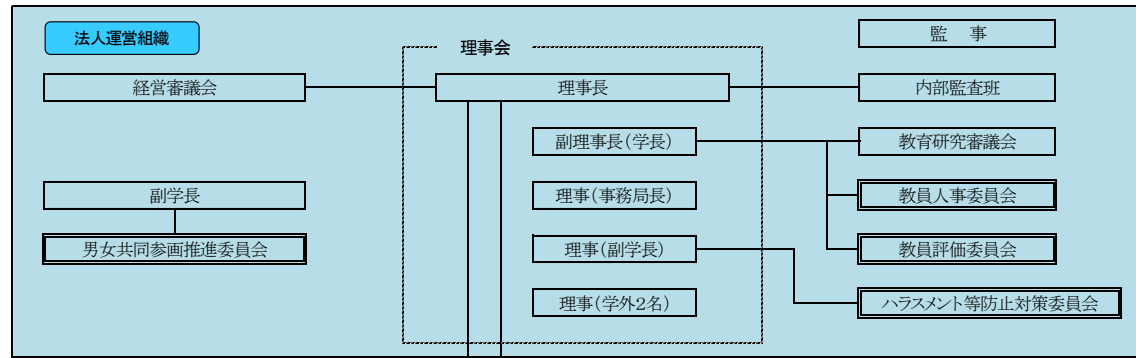 法人運営組織
理事会
監　事
経営審議会
理事長
内部監査班
副理事長(学長)
教育研究審議会
副学長
理事(事務局長)
教員人事委員会
男女共同参画推進委員会
理事(副学長)
教員評価委員会
理事(学外2名)
ハラスメント等防止対策委員会